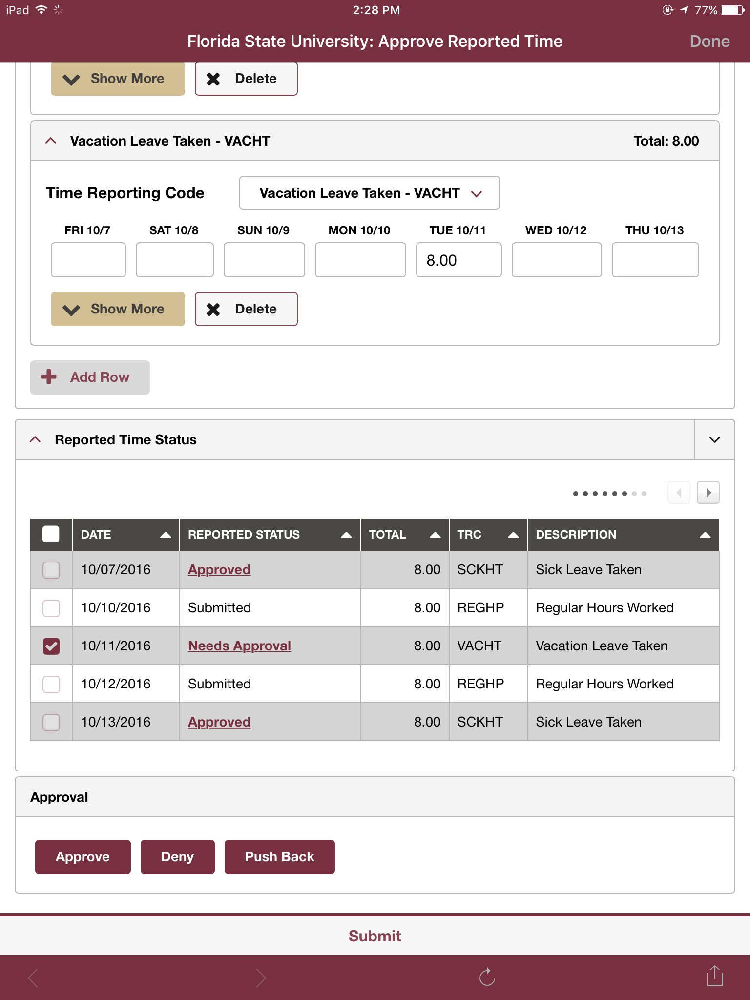 iPad 2:28 PM 77%
Florida State University: Approve Reported Time Done
Show More Delete
Vacation Leave Taken - VACHT Total: 8.00
Time Reporting Code Vacation Leave Taken - VACHT
FRI 10/7 SAT 10/8 SUN 10/9 MON 10/10 TUE 10/11 WED 10/12 THU 10/13
8.00
Show More Delete
Add Row
Reported Time Status
DATE REPORTED STATUS TOTAL TRC DESCRIPTION
10/07/2016 Approved 8.00 SCKHT Sick Leave Taken
10/10/2016 Submitted 8.00 REGHP Regular Hours Worked
10/11/2016 Needs Approval 8.00 VACHT Vacation Leave Taken
10/12/2016 Submitted 8.00 REGHP Regular Hours Worked
10/13/2016 Approved 8.00 SCKHT Sick Leave Taken
Approval
Approve Deny Push Back
Submit